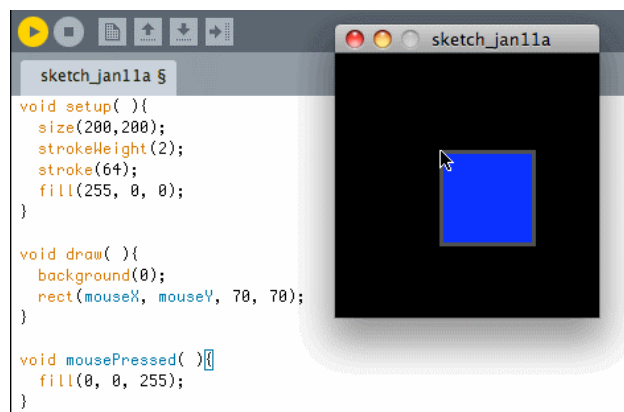 sketch_jan11a
sketch_jan11a §
void setup( ){
  size(200,200);
  strokeWeight(2);
  stroke(64);
  fill(255, 0, 0);
}

void draw( ){
  background(0);
  rect(mouseX, mouseY, 70, 70);
}

void mousePressed( ){
  fill(0, 0, 255);
}